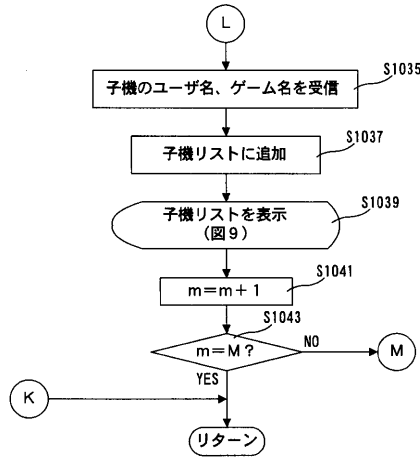 L
S1035
子機のユーザ名、ゲーム名を受信
S1037
子機リストに追加
S1039
子機リストを表示
(図9)
S1041
m=m+1
S1043
m=M?
NO
M
YES
K
リターン